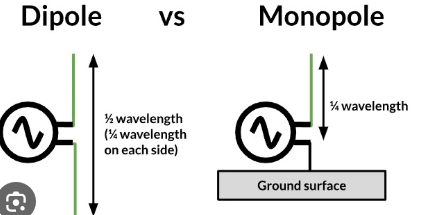 Dipole vs Monopole
½ wavelength
(¼ wavelength
on each side)
¼ wavelength
Ground surface